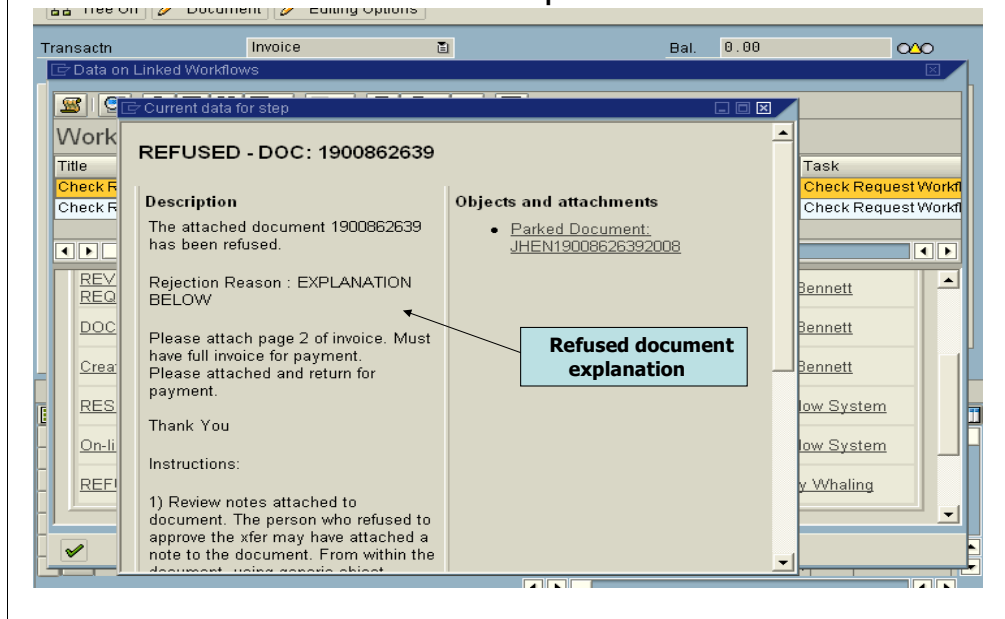 Tree On Document Editing Options
Transactn Invoice Bal. 0.00
Data on Linked Workflows
Current data for step
Work
Title Task
Check R Check Request Workfl
Check R Check Request Workfl
REFUSED - DOC: 1900862639
Description
The attached document 1900862639
has been refused.
Rejection Reason : EXPLANATION
BELOW
Please attach page 2 of invoice. Must
have full invoice for payment.
Please attached and return for
payment.
Thank You
Instructions:
1) Review notes attached to
document. The person who refused to
approve the xfer may have attached a
note to the document. From within the
document, using generic object
Objects and attachments
• Parked Document:
JHEN19008626392008
Refused document
explanation
REV
REQ
Bennett
DOC Bennett
Crea Bennett
RES low System
On-li low System
REF y Whaling